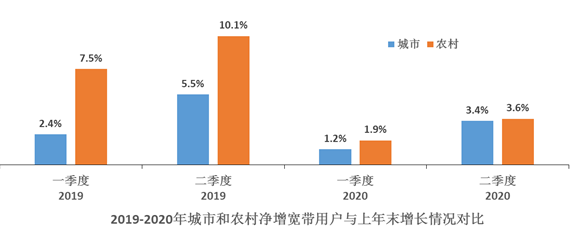 10.1%
城市 农村
7.5%
5.5%
3.4% 3.6%
2.4%
1.2% 1.9%
一季度 二季度 一季度 二季度
2019 2019 2020 2020
2019-2020年城市和农村净增宽带用户与上年末增长情况对比